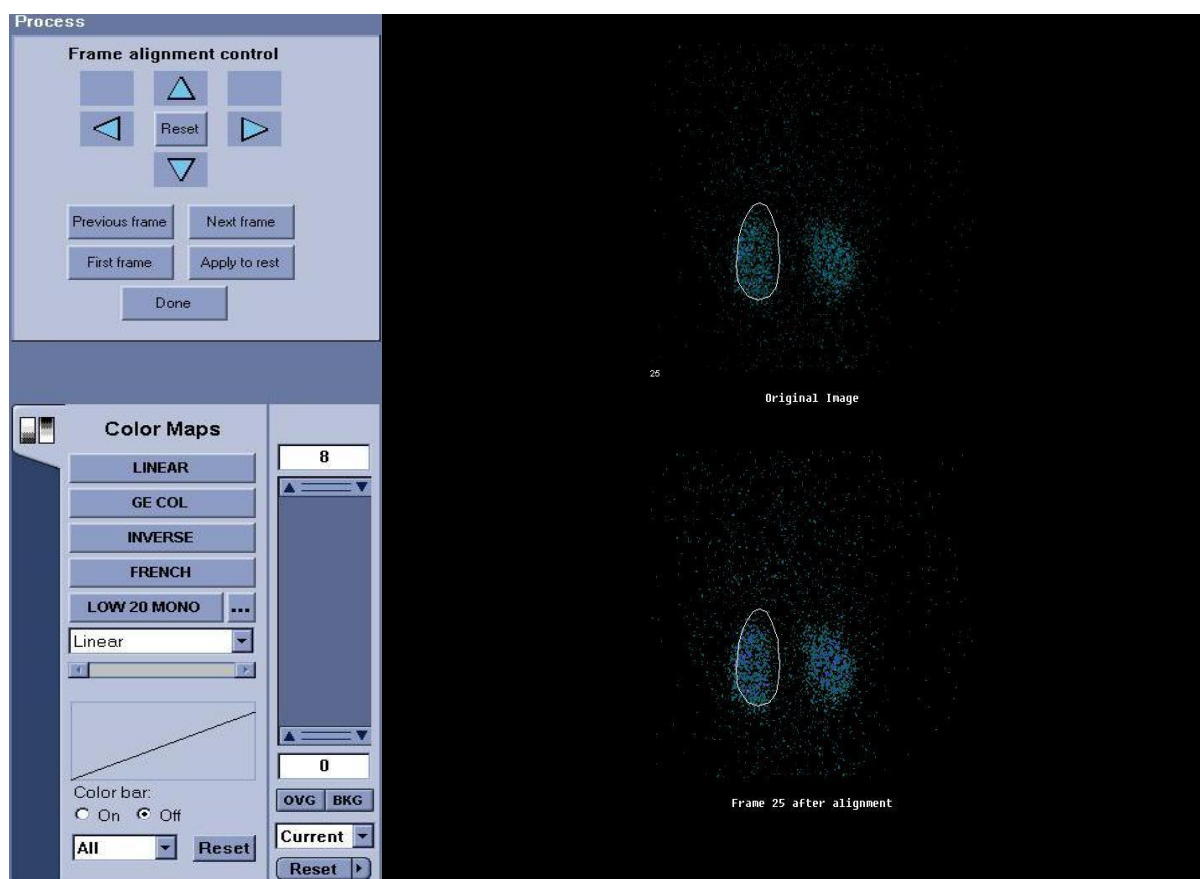 Process
Frame alignment control
Reset
Previous frame
Next frame
First frame
Apply to rest
Done
25
Original Image
Color Maps
LINEAR
GE COL
INVERSE
FRENCH
LOW 20 MONO
...
Linear
8
0
Color bar:
On
Off
OVG
BKG
All
Reset
Current
Reset
Frame 25 after alignment